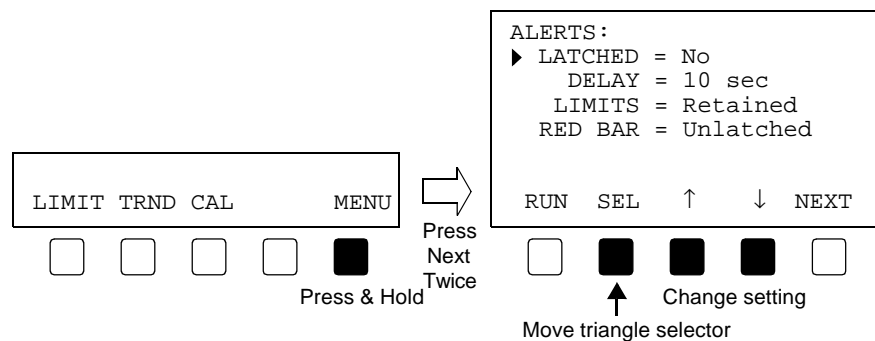 LIMIT TRND CAL MENU
Press & Hold
Press
Next
Twice
ALERTS:
▶ LATCHED = No
DELAY = 10 sec
LIMITS = Retained
RED BAR = Unlatched
RUN SEL ↑ ↓ NEXT
Change setting
Move triangle selector